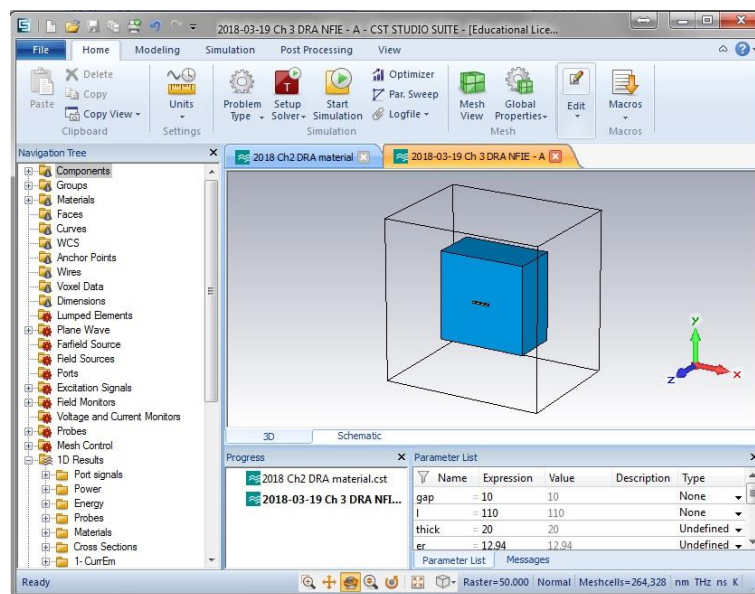 2018-03-19 Ch 3 DRA NFIE - A - CST STUDIO SUITE - [Educational Lice...
File Home Modeling Simulation Post Processing View
Paste
Delete
Copy
Copy View
Clipboard
Units
Settings
Problem Type
Setup Solver
Start Simulation
Optimizer
Par. Sweep
Logfile
Simulation
Mesh View
Global Properties
Mesh
Edit
Macros
Macros
Navigation Tree
Components
Groups
Materials
Faces
Curves
WCS
Anchor Points
Wires
Voxel Data
Dimensions
Lumped Elements
Plane Wave
Farfield Source
Field Sources
Ports
Excitation Signals
Field Monitors
Voltage and Current Monitors
Probes
Mesh Control
1D Results
Port signals
Power
Energy
Probes
Materials
Cross Sections
1- CurrEm
2018 Ch2 DRA material
2018-03-19 Ch 3 DRA NFIE - A
y
x
z
3D Schematic
Progress
2018 Ch2 DRA material.cst
2018-03-19 Ch 3 DRA NFI...
Parameter List
Name Expression Value Description Type
gap = 10 10 None
l = 110 110 None
thick = 20 20 Undefined
er = 12.94 12.94 Undefined
Parameter List Messages
Ready
Raster=50.000 Normal Meshcells=264,328 nm THz ns K